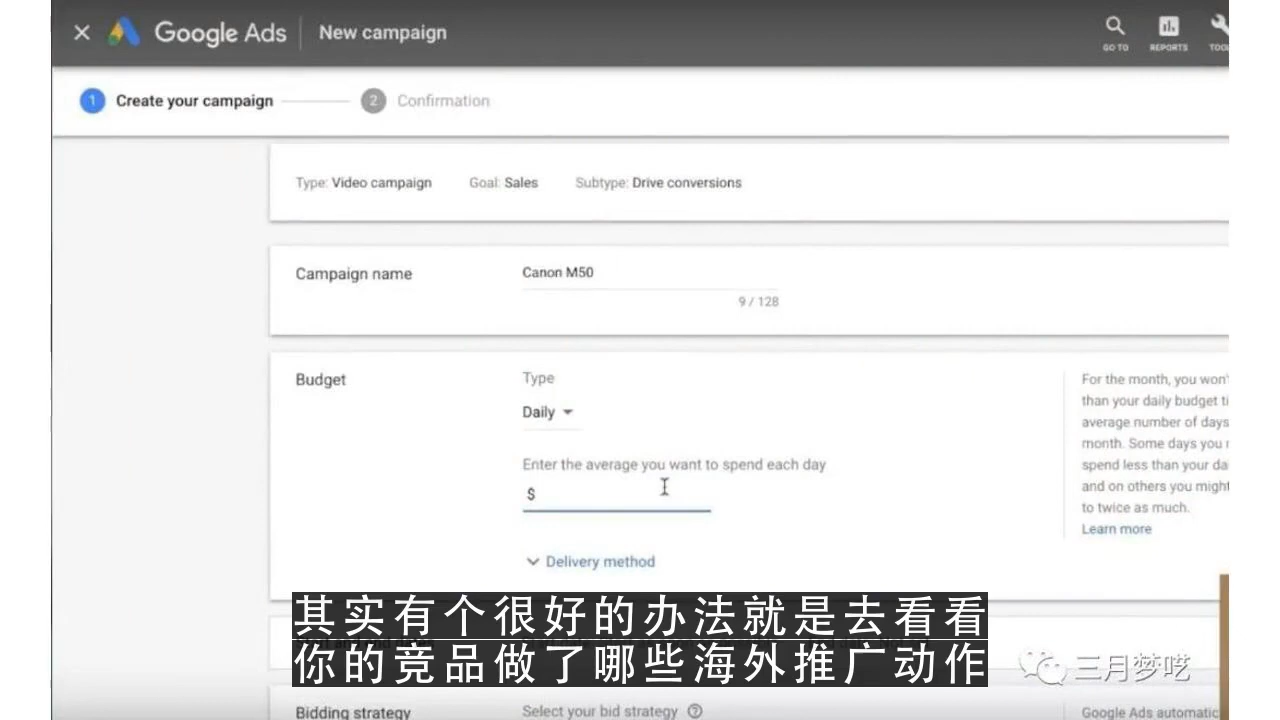 Google Ads
New campaign
GO TO
REPORTS
TOO
1
Create your campaign
2
Confirmation
Type: Video campaign
Goal: Sales
Subtype: Drive conversions
Campaign name
Canon M50
9 / 128
Budget
Type
Daily
Enter the average you want to spend each day
$
Delivery method
For the month, you won'
than your daily budget ti
average number of days
month. Some days you
spend less than your da
and on others you might
to twice as much.
Learn more
其实有个很好的办法就是去看看
你的竞品做了哪些海外推广动作
三月梦呓
Bidding strategy
Select your bid strategy
Google Ads automatic